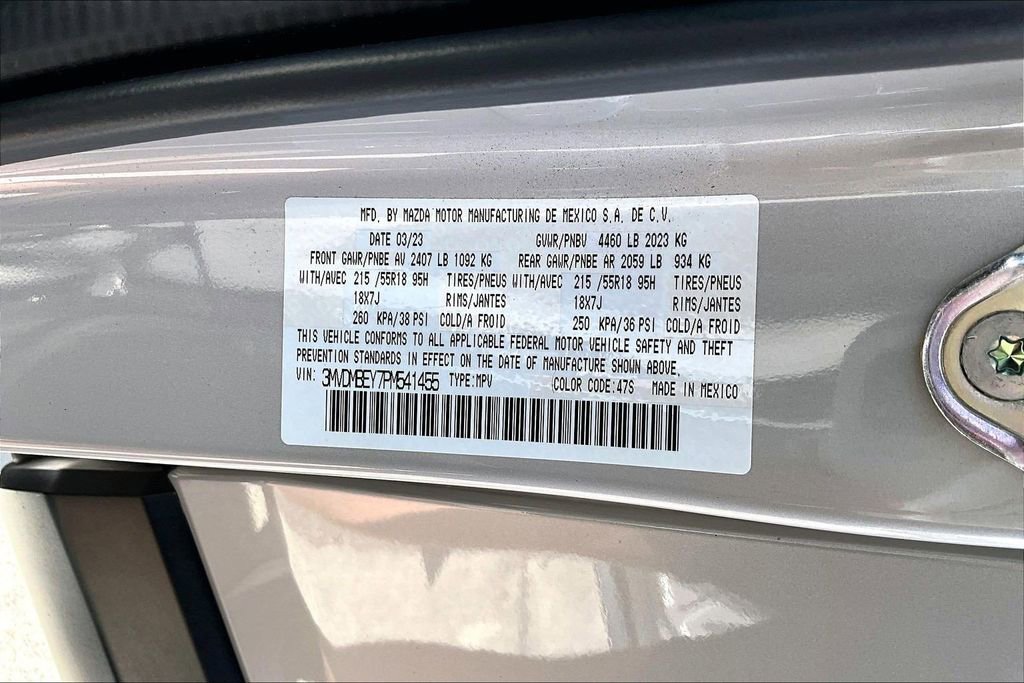 MFD. BY MAZDA MOTOR MANUFACTURING DE MEXICO S.A. DE C.V.
DATE 03/23 GVWR/PNBV 4460 LB 2023 KG
FRONT GAWR/PNBE AV 2407 LB 1092 KG REAR GAWR/PNBE AR 2059 LB 934 KG
WITH/AVEC 215 /55R18 95H TIRES/PNEUS WITH/AVEC 215 /55R18 95H TIRES/PNEUS
18X7J RIMS/JANTES 18X7J RIMS/JANTES
260 KPA/38 PSI COLD/A FROID 250 KPA/36 PSI COLD/A FROID
THIS VEHICLE CONFORMS TO ALL APPLICABLE FEDERAL MOTOR VEHICLE SAFETY AND THEFT
PREVENTION STANDARDS IN EFFECT ON THE DATE OF MANUFACTURE SHOWN ABOVE.
VIN: 3MVDMBEY7PM541455 TYPE:MPV COLOR CODE:47S MADE IN MEXICO